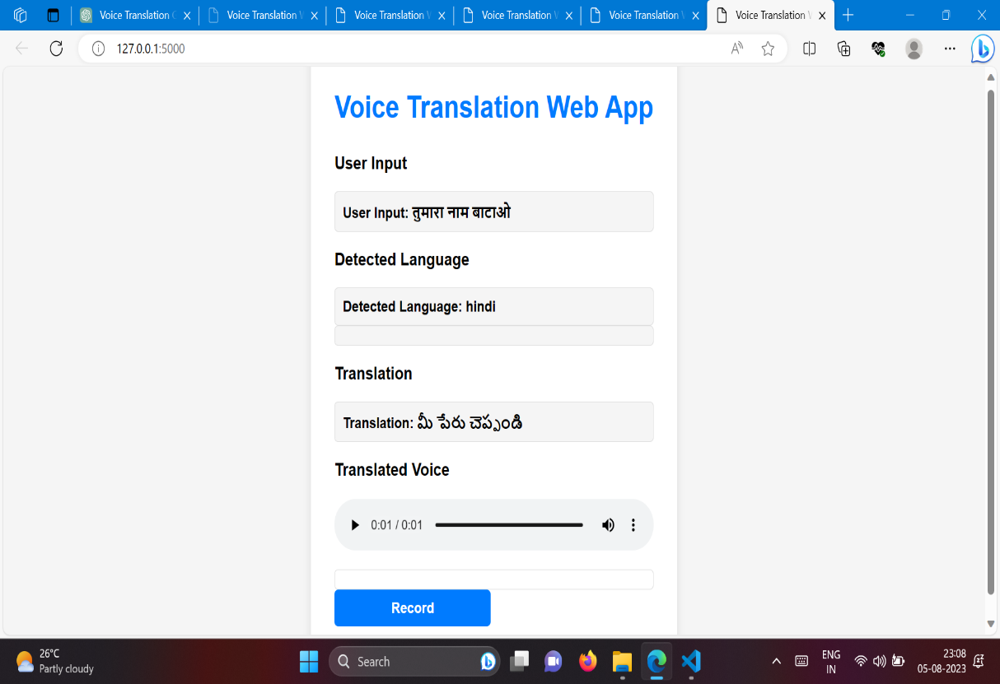 Voice Translation
Voice Translation
Voice Translation
Voice Translation
Voice Translation
Voice Translation
127.0.0.1:5000
Voice Translation Web App
User Input
User Input: तुमारा नाम बाटाओ
Detected Language
Detected Language: hindi
Translation
Translation: మీ పేరు చెప్పండి
Translated Voice
0:01 / 0:01
Record
26°C
Partly cloudy
Search
ENG
IN
23:08
05-08-2023